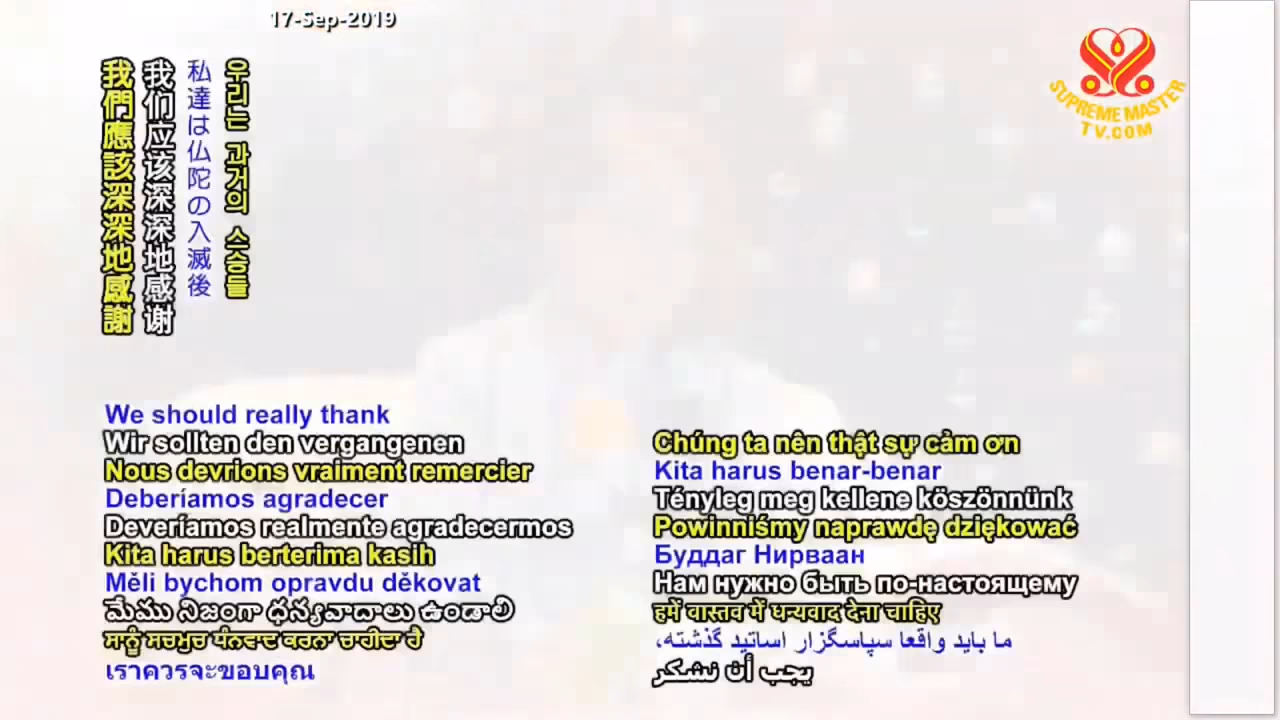 17-Sep-2019
SUPREME MASTER
TV.COM
우리는 과거의 스승들
私達は仏陀の入滅後
我们应该深深地感谢
我們應該深深地感謝
We should really thank
Wir sollten den vergangenen
Nous devrions vraiment remercier
Deberíamos agradecer
Deveríamos realmente agradecermos
Kita harus berterima kasih
Měli bychom opravdu děkovat
మేము నిజంగా ధన్యవాదాలు ఉండాలి
ਸਾਨੂੰ ਸਚਮੁਚ ਧੰਨਵਾਦ ਕਰਨਾ ਚਾਹੀਦਾ ਹੈ
เราควรจะขอบคุณ
Chúng ta nên thật sự cảm ơn
Kita harus benar-benar
Tényleg meg kellene köszönnünk
Powinniśmy naprawdę dziękować
Буддаг Нирваан
Нам нужно быть по-настоящему
हमें वास्तव में धन्यवाद देना चाहिए
ما باید واقعا سپاسگزار اساتید گذشته،
يجب أن نشكر